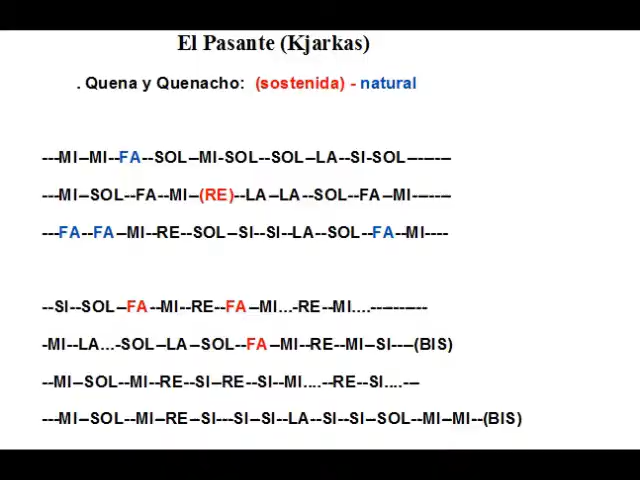 El Pasante (Kjarkas)
. Quena y Quenacho: (sostenida) - natural
---MI--MI--FA--SOL--MI-SOL--SOL--LA--SI-SOL--------
---MI--SOL--FA--MI--(RE)--LA--LA--SOL--FA--MI-------
---FA--FA--MI--RE--SOL--SI--SI--LA--SOL--FA--MI----
--SI--SOL--FA--MI--RE--FA--MI...-RE--MI....----------
-MI--LA...-SOL--LA--SOL--FA--MI--RE--MI--SI----(BIS)
--MI--SOL--MI--RE--SI--RE--SI--MI....--RE--SI....---
---MI--SOL--MI--RE--SI---SI--SI--LA--SI--SI--SOL--MI--MI--(BIS)